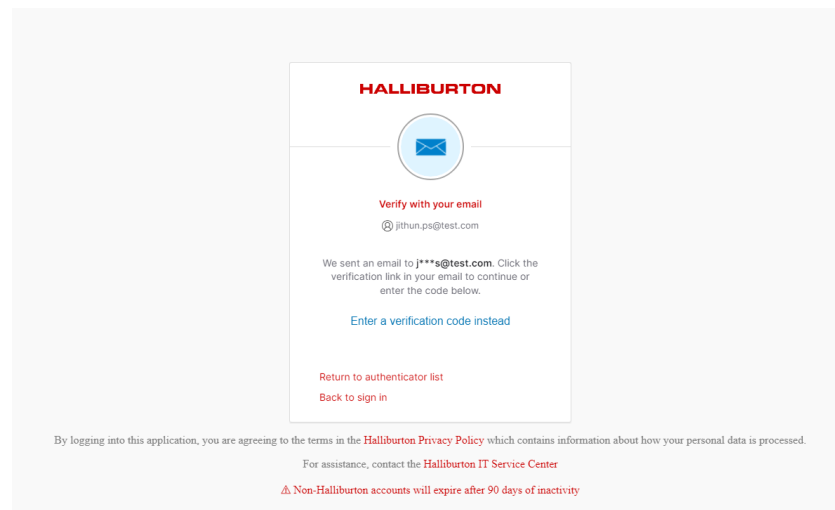 HALLIBURTON
Verify with your email
jithun.ps@test.com
We sent an email to j***s@test.com. Click the
verification link in your email to continue or
enter the code below.
Enter a verification code instead
Return to authenticator list
Back to sign in
By logging into this application, you are agreeing to the terms in the Halliburton Privacy Policy which contains information about how your personal data is processed.
For assistance, contact the Halliburton IT Service Center
⚠ Non-Halliburton accounts will expire after 90 days of inactivity